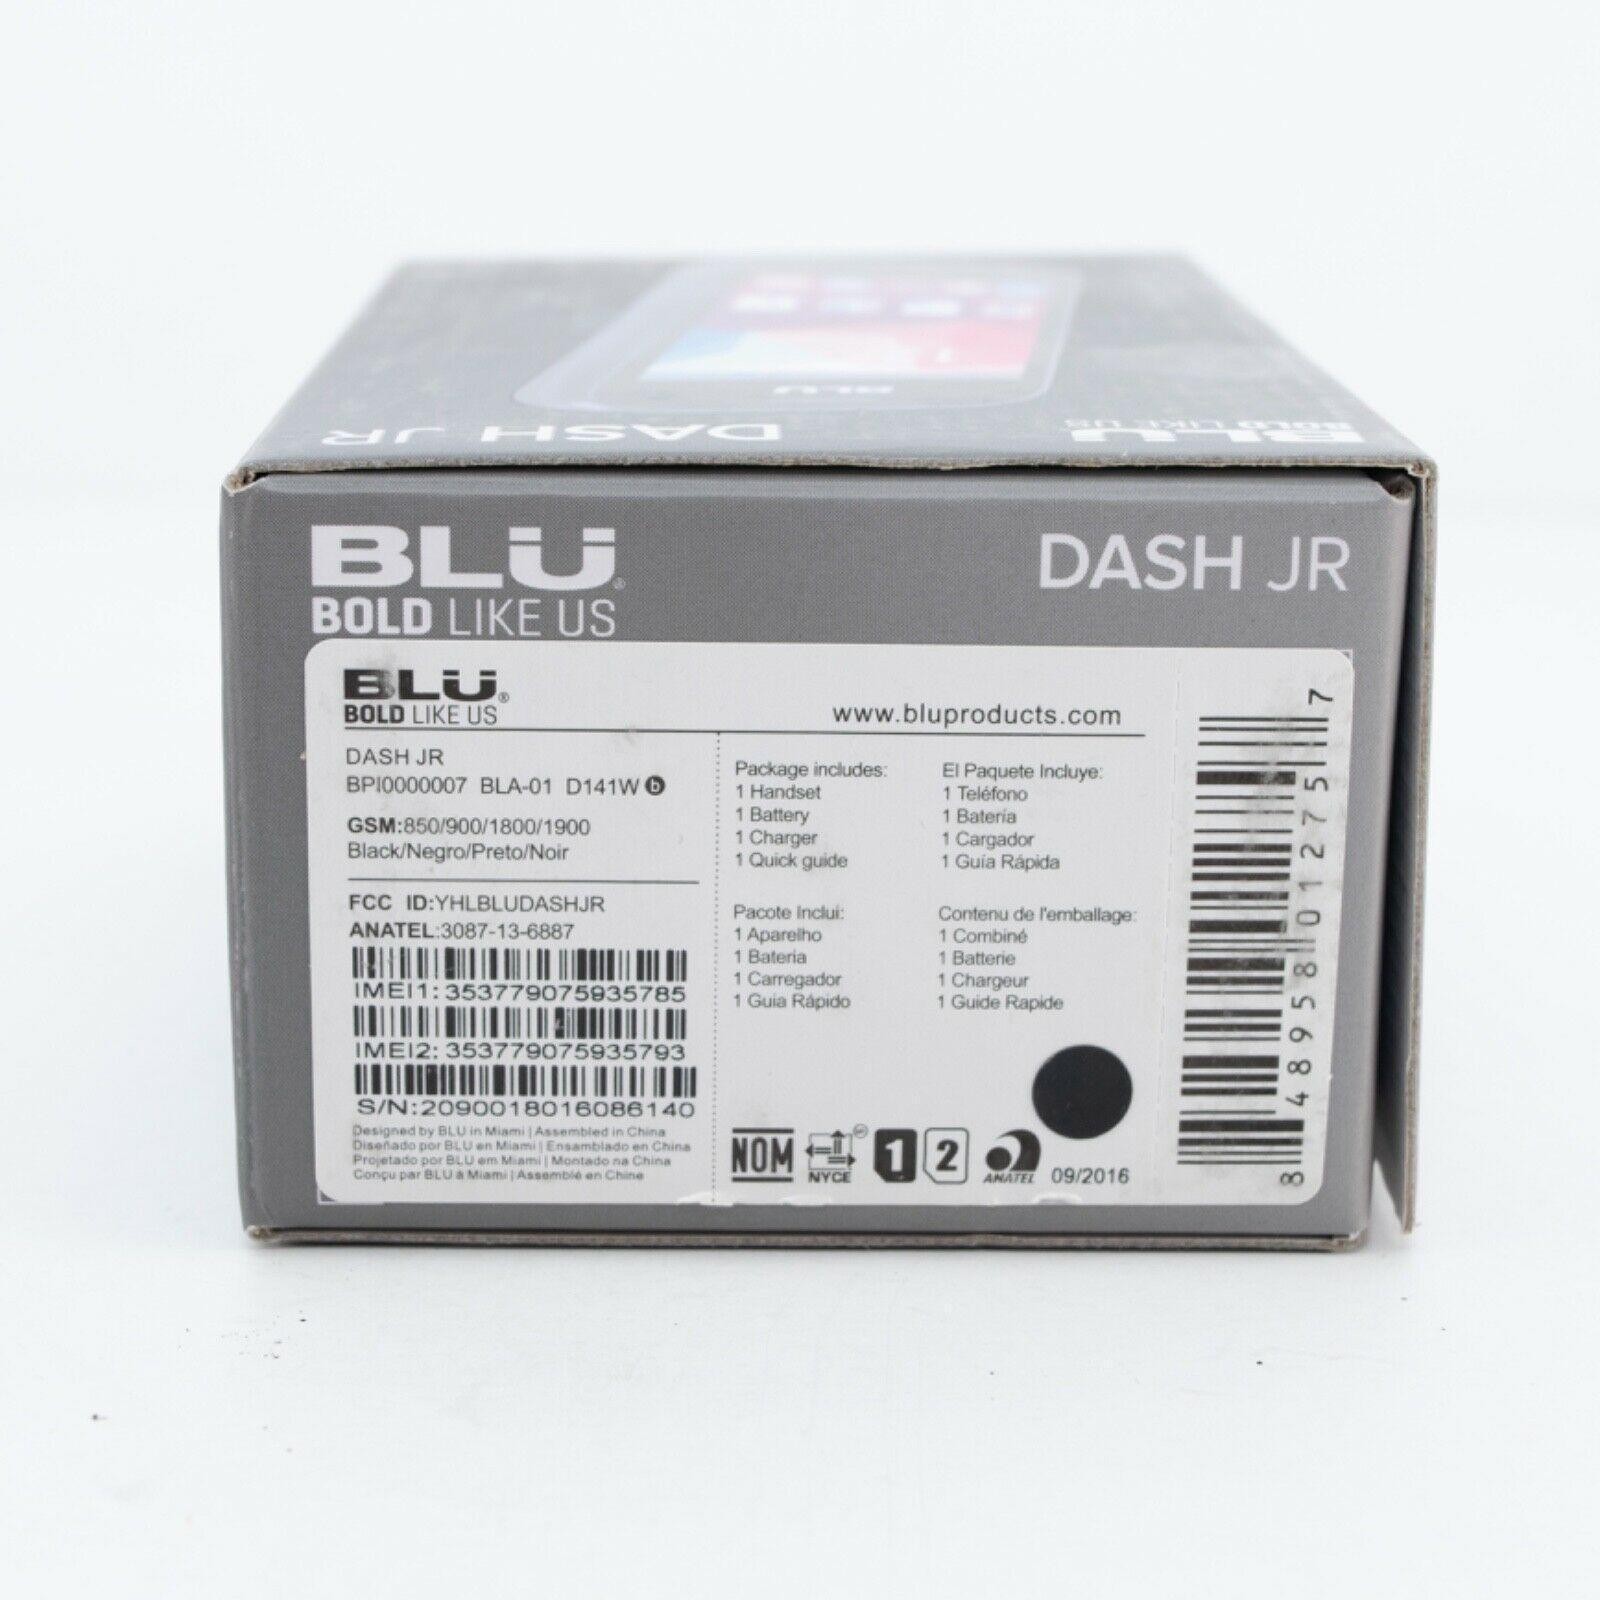 BLU
DASH JR
BLU
BOLD LIKE US
BLU®
BOLD LIKE US
DASH JR
BLU®
BOLD LIKE US
www.bluproducts.com
DASH JR
BPI0000007 BLA-01 D141W b
GSM:850/900/1800/1900
Black/Negro/Preto/Noir
FCC ID:YHLBLUDASHJR
ANATEL:3087-13-6887
IMEI1:353779075935785
IMEI2:353779075935793
S/N:2090018016086140
Designed by BLU in Miami | Assembled in China
Diseñado por BLU en Miami | Ensamblado en China
Projetado por BLU em Miami | Montado na China
Conçu par BLU à Miami | Assemblé en Chine
Package includes:
1 Handset
1 Battery
1 Charger
1 Quick guide
El Paquete Incluye:
1 Teléfono
1 Batería
1 Cargador
1 Guía Rápida
Pacote Inclui:
1 Aparelho
1 Bateria
1 Carregador
1 Guia Rápido
Contenu de l'emballage:
1 Combiné
1 Batterie
1 Chargeur
1 Guide Rapide
NOM
NYCE
1 2
ANATEL
09/2016
8 48958 01275 7